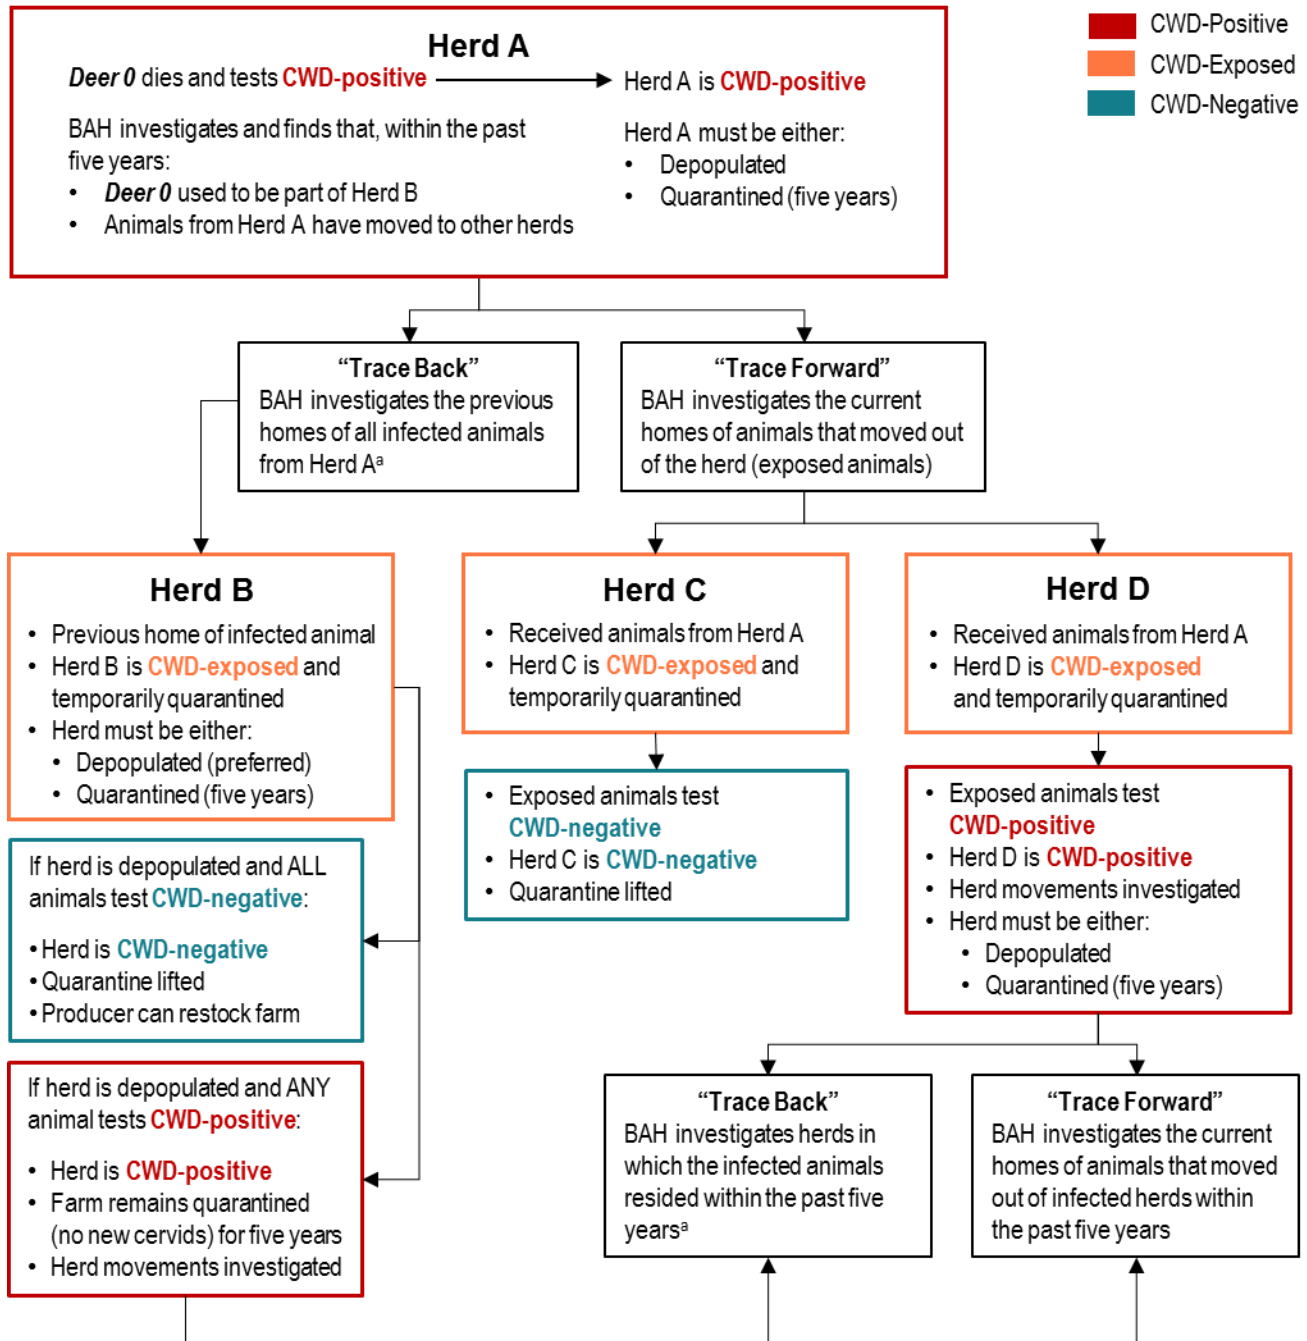 Herd A
Deer 0 dies and tests CWD-positive
Herd A is CWD-positive
BAH investigates and finds that, within the past
five years:
• Deer 0 used to be part of Herd B
• Animals from Herd A have moved to other herds
Herd A must be either:
• Depopulated
• Quarantined (five years)
CWD-Positive
CWD-Exposed
CWD-Negative
“Trace Back”
BAH investigates the previous
homes of all infected animals
from Herd Aᵃ
“Trace Forward”
BAH investigates the current
homes of animals that moved out
of the herd (exposed animals)
Herd B
• Previous home of infected animal
• Herd B is CWD-exposed and
temporarily quarantined
• Herd must be either:
• Depopulated (preferred)
• Quarantined (five years)
Herd C
• Received animals from Herd A
• Herd C is CWD-exposed and
temporarily quarantined
Herd D
• Received animals from Herd A
• Herd D is CWD-exposed
and temporarily quarantined
If herd is depopulated and ALL
animals test CWD-negative:
• Herd is CWD-negative
• Quarantine lifted
• Producer can restock farm
• Exposed animals test
CWD-negative
• Herd C is CWD-negative
• Quarantine lifted
• Exposed animals test
CWD-positive
• Herd D is CWD-positive
• Herd movements investigated
• Herd must be either:
• Depopulated
• Quarantined (five years)
If herd is depopulated and ANY
animal tests CWD-positive:
• Herd is CWD-positive
• Farm remains quarantined
(no new cervids) for five years
• Herd movements investigated
“Trace Back”
BAH investigates herds in
which the infected animals
resided within the past five
yearsᵃ
“Trace Forward”
BAH investigates the current
homes of animals that moved
out of infected herds within
the past five years